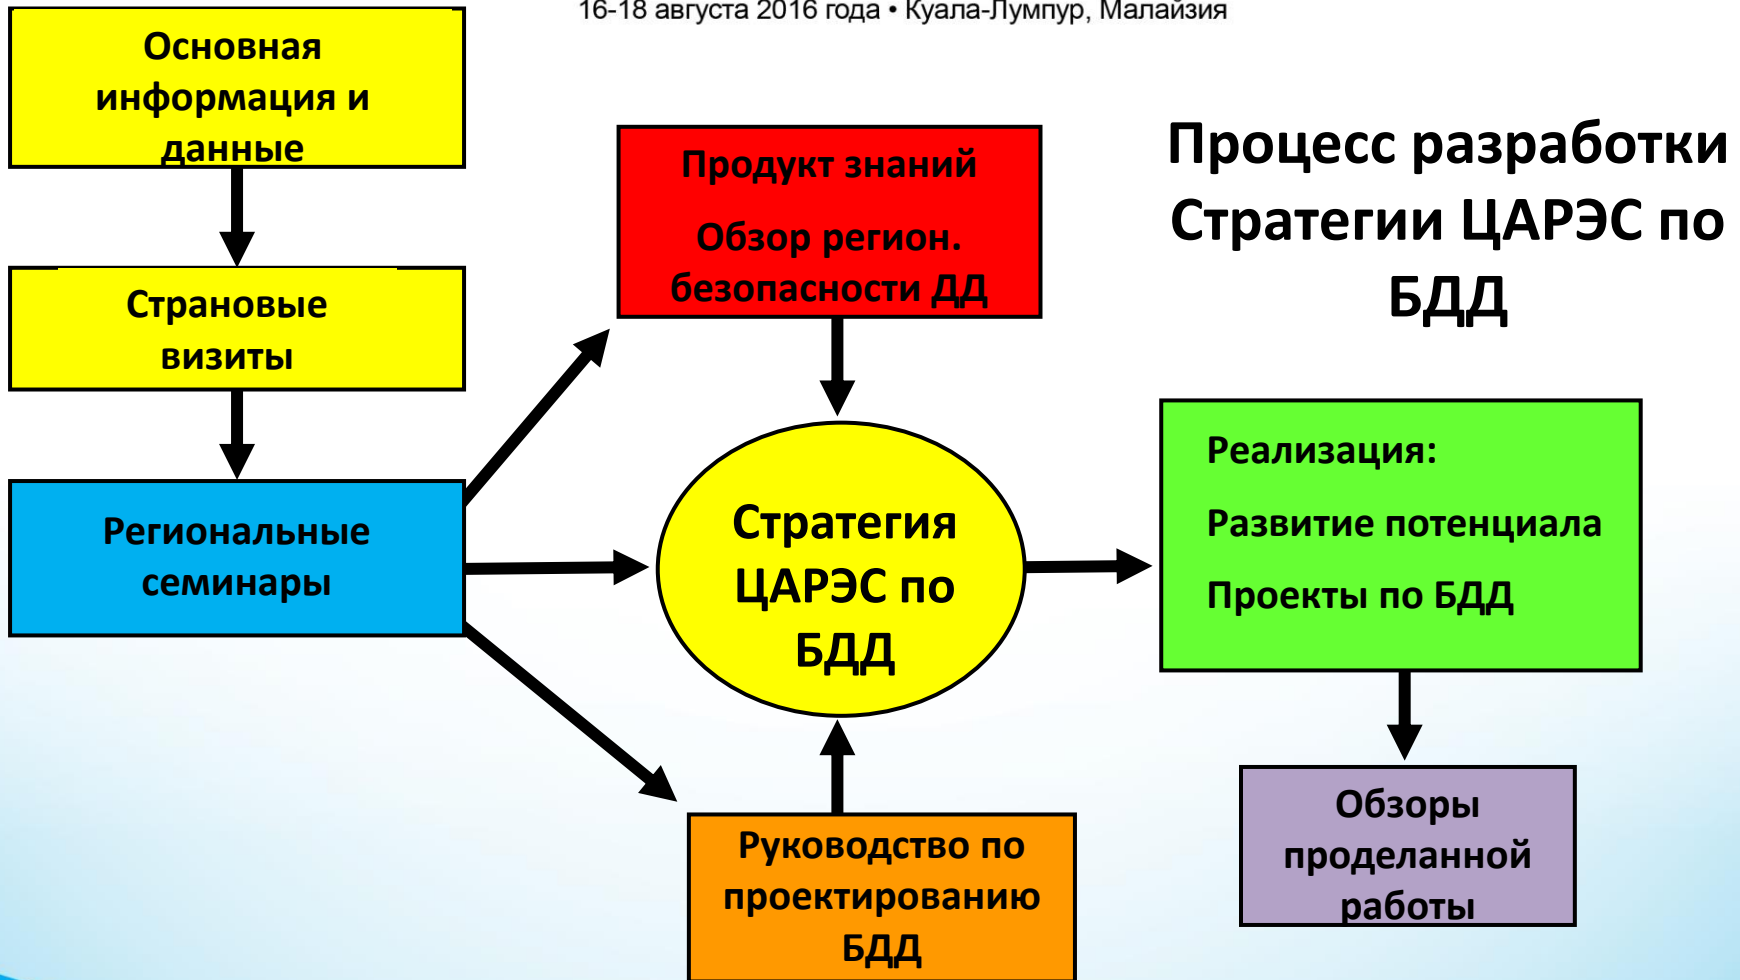 16-18 августа 2016 года • Куала-Лумпур, Малайзия
Основная
информация и
данные
Страновые
визиты
Региональные
семинары
Продукт знаний
Обзор регион.
безопасности ДД
Процесс разработки
Стратегии ЦАРЭС по
БДД
Стратегия
ЦАРЭС по
БДД
Реализация:
Развитие потенциала
Проекты по БДД
Руководство по
проектированию
БДД
Обзоры
проделанной
работы